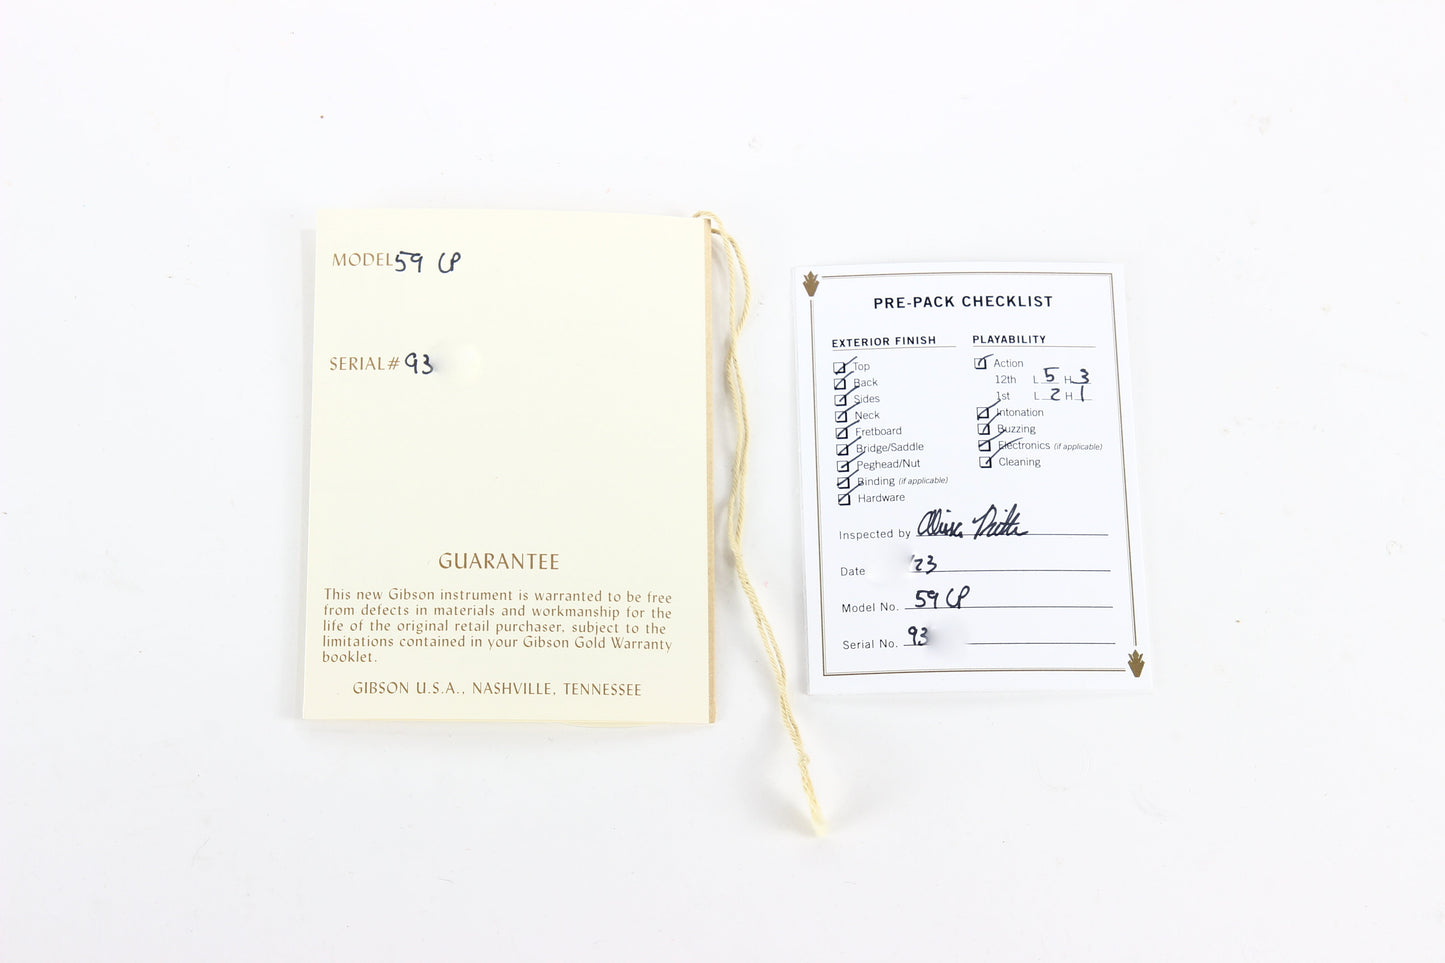 MODEL 59 CP
SERIAL# 93
GUARANTEE
This new Gibson instrument is warranted to be free
from defects in materials and workmanship for the
life of the original retail purchaser, subject to the
limitations contained in your Gibson Gold Warranty
booklet.
GIBSON U.S.A., NASHVILLE, TENNESSEE
PRE-PACK CHECKLIST
EXTERIOR FINISH
Top
Back
Sides
Neck
Fretboard
Bridge/Saddle
Peghead/Nut
Binding (if applicable)
Hardware
PLAYABILITY
Action
12th L 5 H 3
1st L 2 H 1
Intonation
Buzzing
Electronics (if applicable)
Cleaning
Inspected by
Date '23
Model No. 59 CP
Serial No. 93